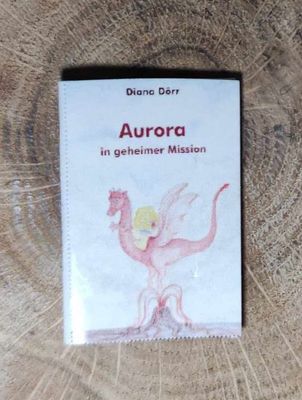 Diana Dörr
Aurora
in geheimer Mission